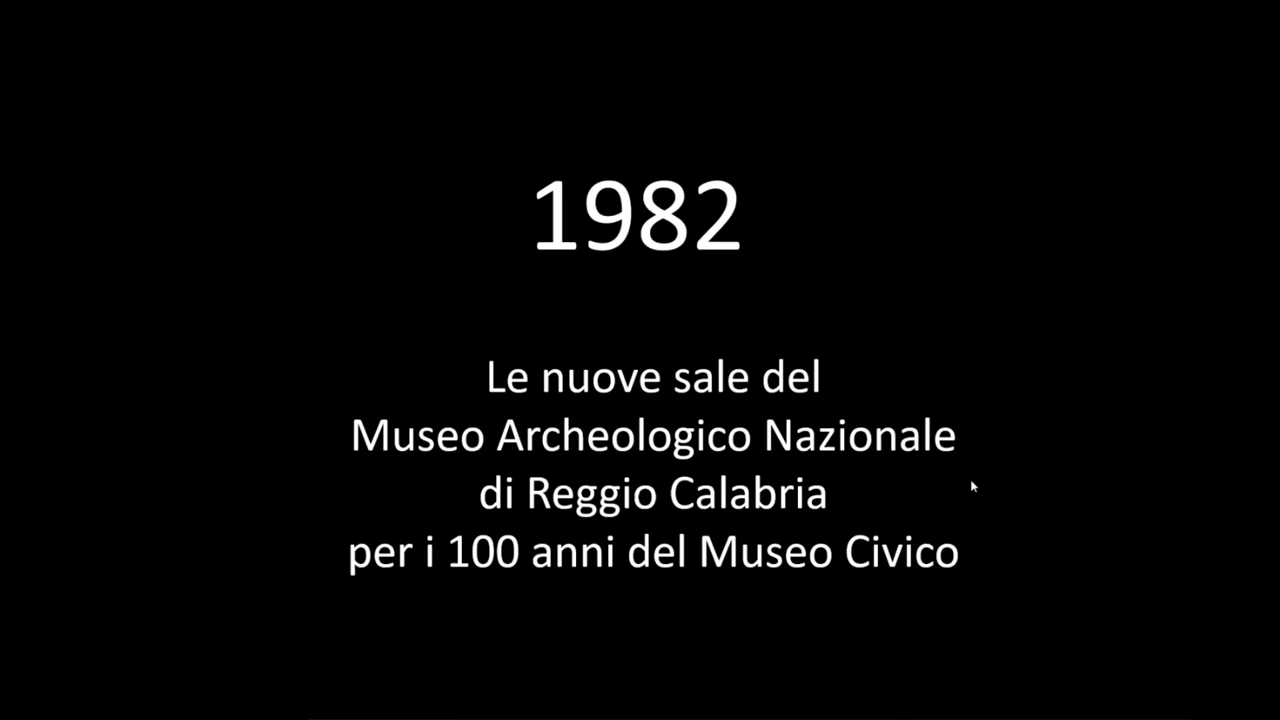 1982
Le nuove sale del
Museo Archeologico Nazionale
di Reggio Calabria
per i 100 anni del Museo Civico